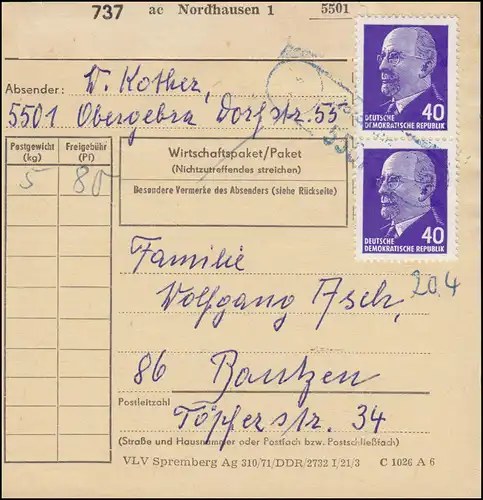 737 ac Nordhausen 1 5501
Absender: W. Kother,
5501 Obergebra, Dorfstr. 55
Postgewicht (kg) Freigebühr (Pf)
5 80
Wirtschaftspaket/Paket
(Nichtzutreffendes streichen)
Besondere Vermerke des Absenders (siehe Rückseite)
40
DEUTSCHE
DEMOKRATISCHE REPUBLIK
40
DEUTSCHE
DEMOKRATISCHE REPUBLIK
20.4
Familie
Wolfgang Asch,
86 Bautzen
Postleitzahl
Töpferstr. 34
(Straße und Hausnummer oder Postfach bzw. Postschließfach)
VLV Spremberg Ag 310/71/DDR/2732 I/21/3 C 1026 A 6